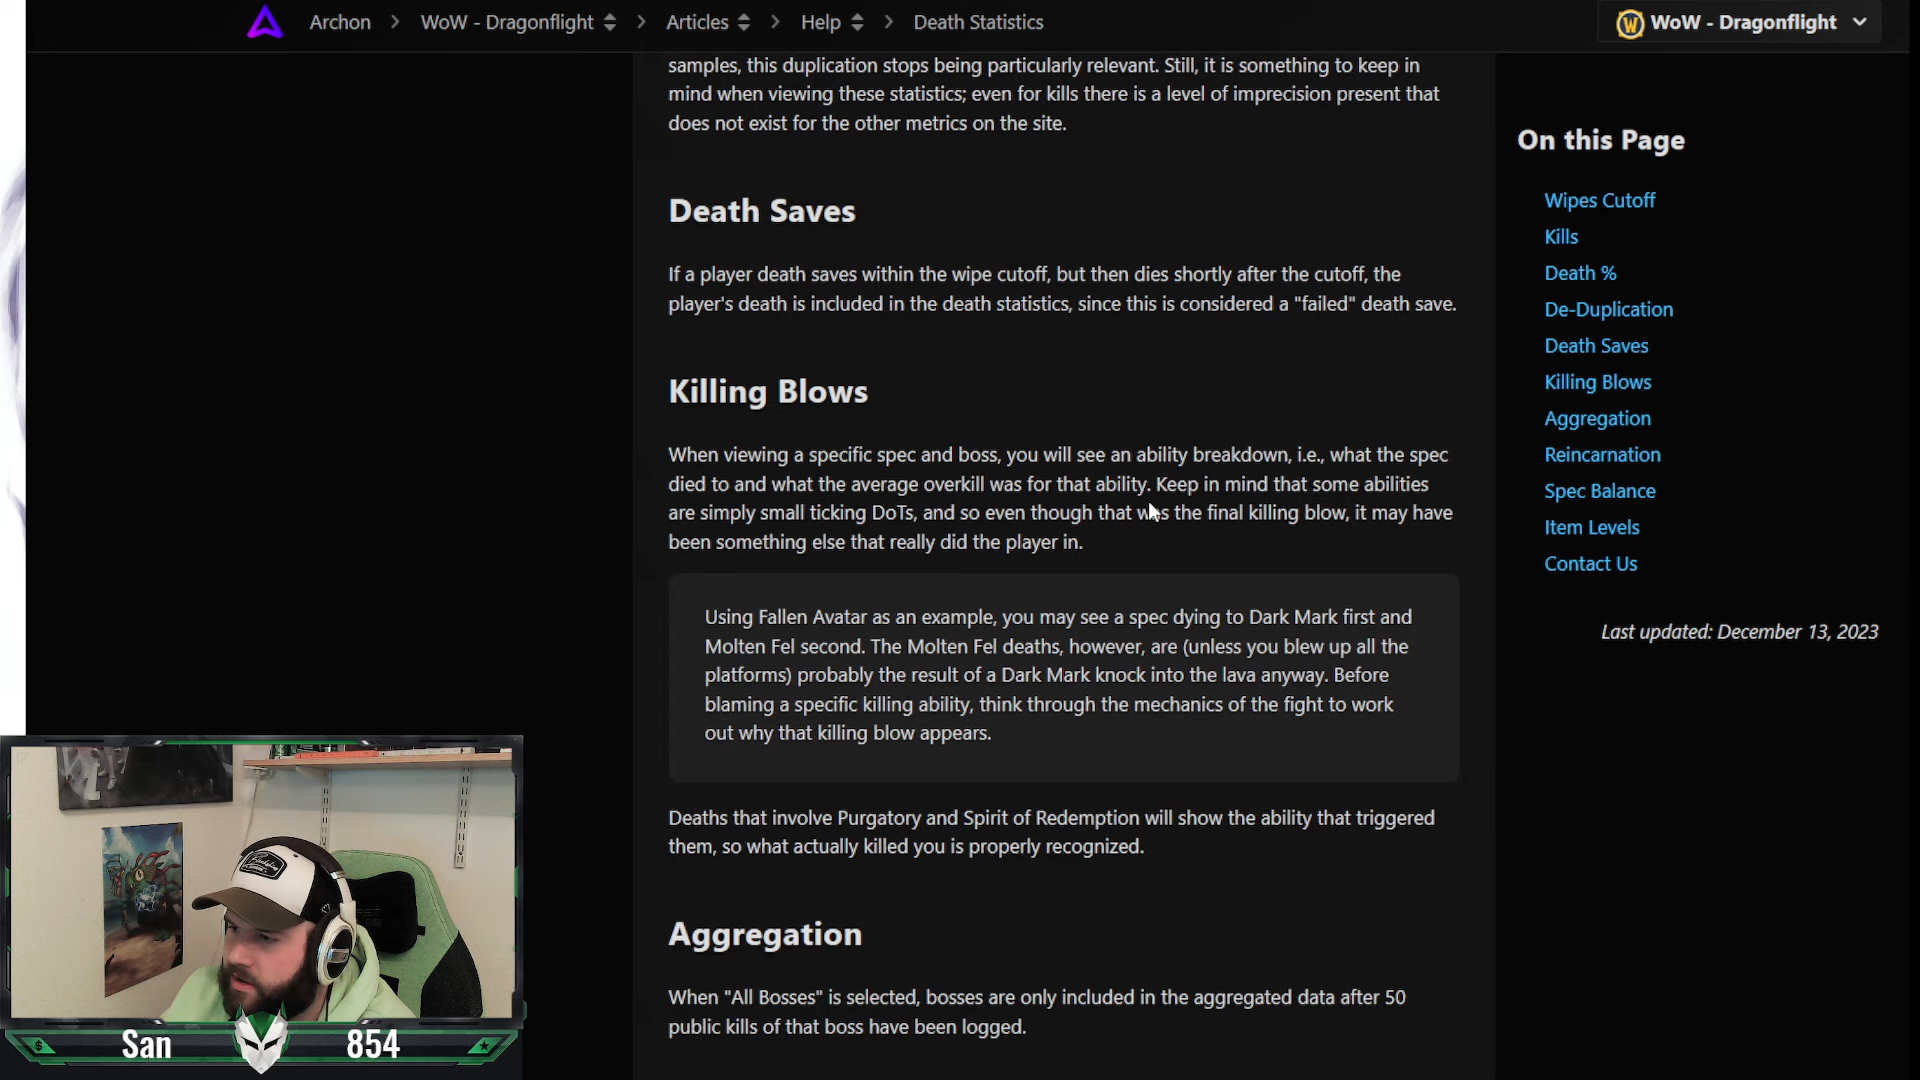 Archon > WoW - Dragonflight > Articles > Help > Death Statistics
WoW - Dragonflight
samples, this duplication stops being particularly relevant. Still, it is something to keep in
mind when viewing these statistics; even for kills there is a level of imprecision present that
does not exist for the other metrics on the site.
Death Saves
If a player death saves within the wipe cutoff, but then dies shortly after the cutoff, the
player's death is included in the death statistics, since this is considered a "failed" death save.
Killing Blows
When viewing a specific spec and boss, you will see an ability breakdown, i.e., what the spec
died to and what the average overkill was for that ability. Keep in mind that some abilities
are simply small ticking DoTs, and so even though that was the final killing blow, it may have
been something else that really did the player in.
Using Fallen Avatar as an example, you may see a spec dying to Dark Mark first and
Molten Fel second. The Molten Fel deaths, however, are (unless you blew up all the
platforms) probably the result of a Dark Mark knock into the lava anyway. Before
blaming a specific killing ability, think through the mechanics of the fight to work
out why that killing blow appears.
Deaths that involve Purgatory and Spirit of Redemption will show the ability that triggered
them, so what actually killed you is properly recognized.
Aggregation
When "All Bosses" is selected, bosses are only included in the aggregated data after 50
public kills of that boss have been logged.
On this Page
Wipes Cutoff
Kills
Death %
De-Duplication
Death Saves
Killing Blows
Aggregation
Reincarnation
Spec Balance
Item Levels
Contact Us
Last updated: December 13, 2023
San
854